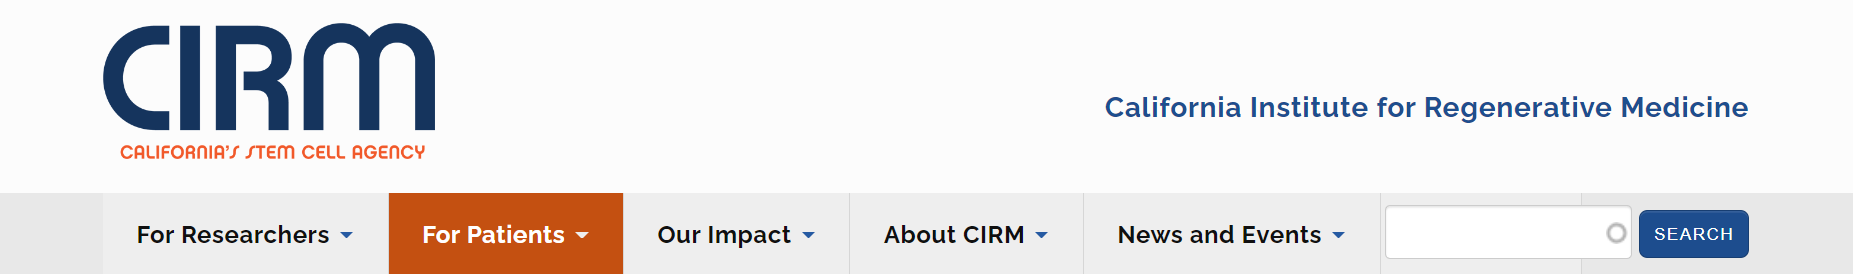 CIRM
CALIFORNIA'S STEM CELL AGENCY
California Institute for Regenerative Medicine
For Researchers
For Patients
Our Impact
About CIRM
News and Events
SEARCH